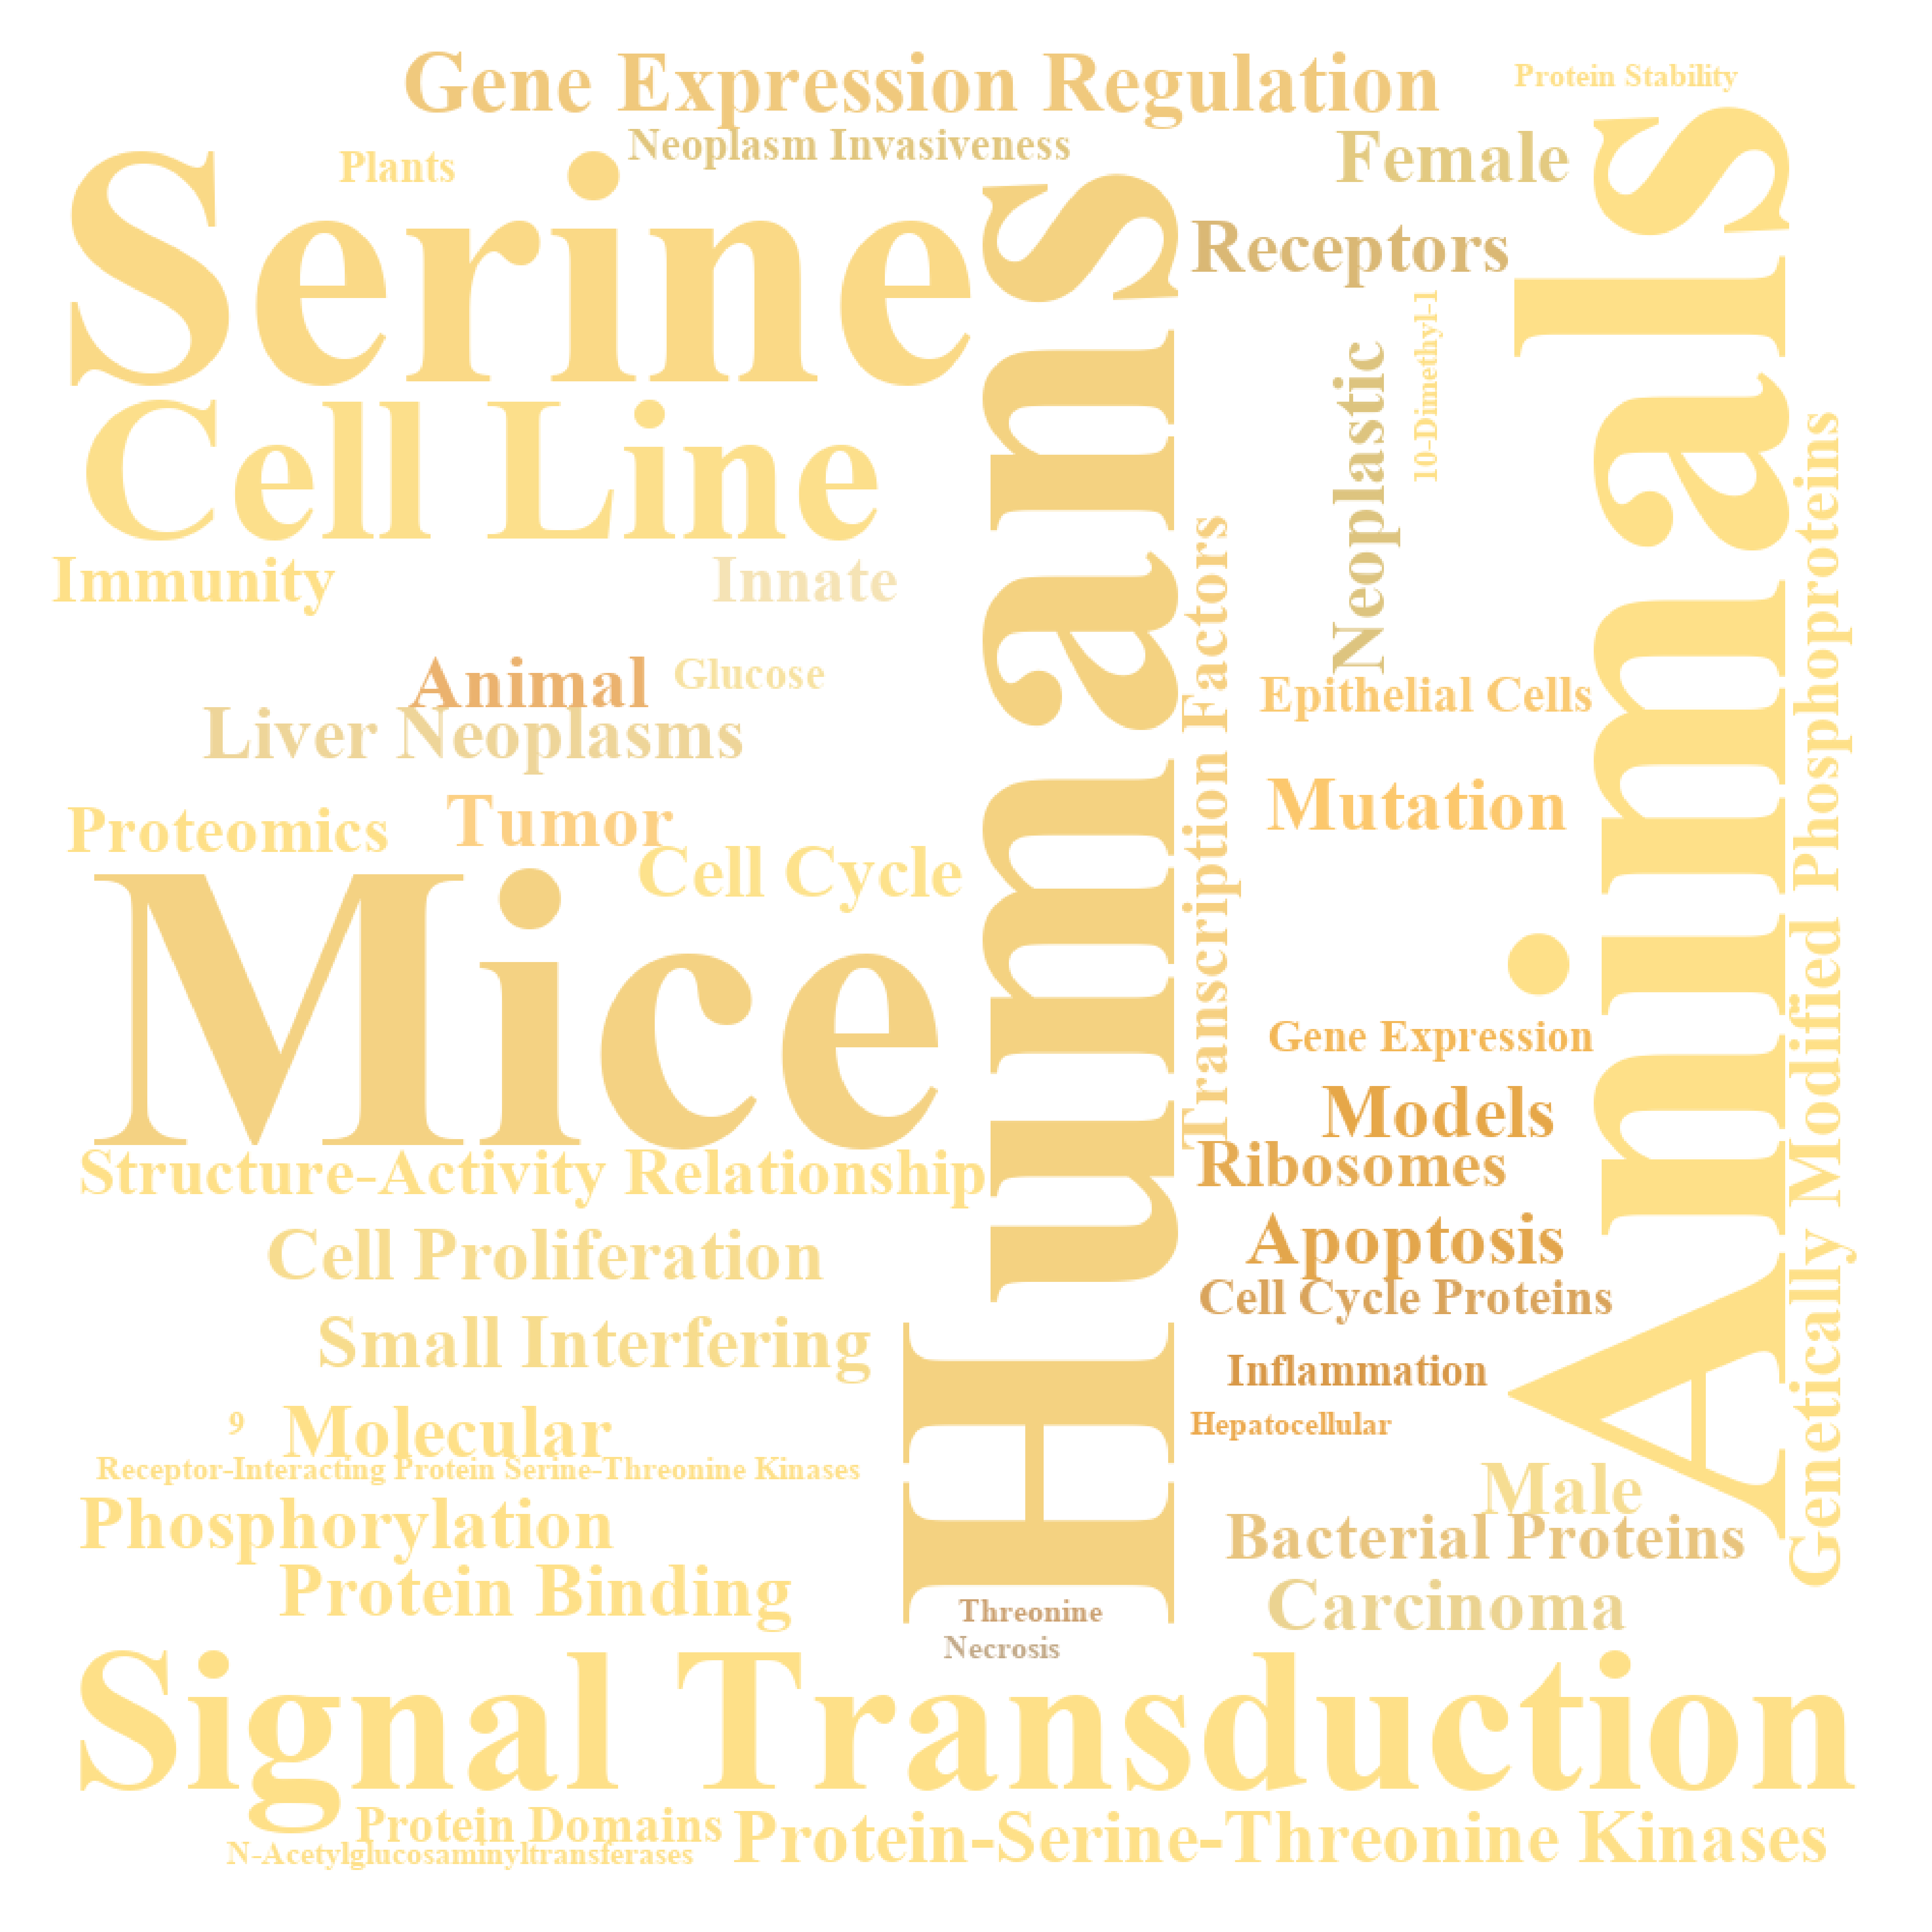 Gene Expression Regulation
Protein Stability
Neoplasm Invasiveness
Plants
Female
Serine
Receptors
Humans
Animals
10-Dimethyl-1
Neoplastic
Cell Line
Immunity
Innate
Transcription Factors
Phosphoproteins
Animal
Glucose
Epithelial Cells
Liver Neoplasms
Mutation
Proteomics
Tumor
Cell Cycle
Mice
Genetically Modified
Gene Expression
Models
Ribosomes
Structure-Activity Relationship
Apoptosis
Cell Proliferation
Cell Cycle Proteins
Small Interfering
Inflammation
9
Molecular
Hepatocellular
Receptor-Interacting Protein Serine-Threonine Kinases
Male
Phosphorylation
Bacterial Proteins
Protein Binding
Carcinoma
Threonine
Necrosis
Signal Transduction
Protein Domains
Protein-Serine-Threonine Kinases
N-Acetylglucosaminyltransferases